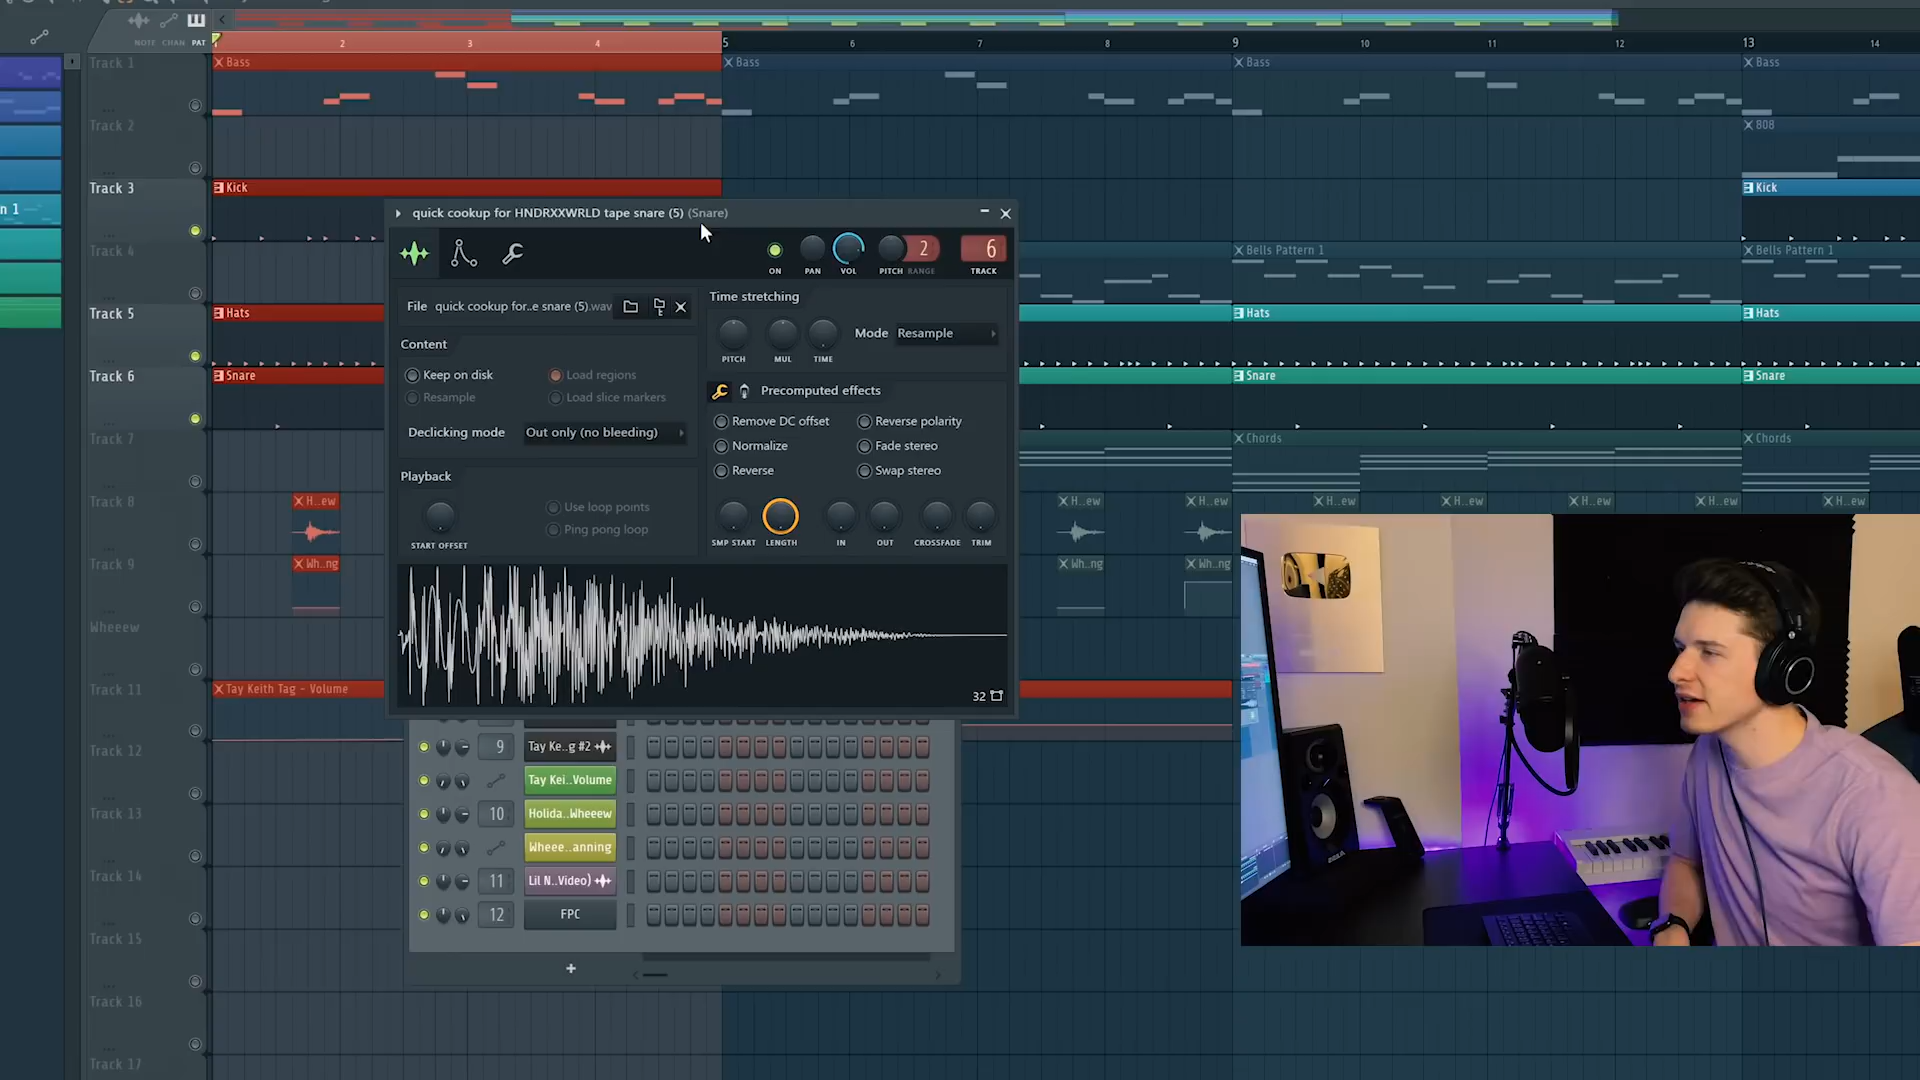 NOTE CHAN PAT
1 2 3 4 5 6 7 8 9 10 11 12 13 14
Track 1
Bass
Bass
Bass
Bass
Track 2
808
Track 3
Kick
Kick
n 1
Track 4
Bells Pattern 1
Bells Pattern 1
Track 5
Hats
Hats
Hats
Track 6
Snare
Snare
Snare
Track 7
Chords
Chords
Track 8
H..ew
H..ew
H..ew
H..ew
H..ew
H..ew
H..ew
H..ew
Track 9
Wh..ng
Wh..ng
Wh..ng
Wheeew
Track 11
Tay Keith Tag - Volume
Track 12
Track 13
Track 14
Track 15
Track 16
Track 17
quick cookup for HNDRXXWRLD tape snare (5) (Snare)
2
6
ON PAN VOL PITCH RANGE TRACK
File quick cookup for..e snare (5).wav
Time stretching
PITCH MUL TIME
Mode Resample
Content
Keep on disk
Load regions
Resample
Load slice markers
Declicking mode Out only (no bleeding)
Precomputed effects
Remove DC offset
Reverse polarity
Normalize
Fade stereo
Reverse
Swap stereo
Playback
START OFFSET
Use loop points
Ping pong loop
SMP START LENGTH IN OUT CROSSFADE TRIM
32
9 Tay Ke..g #2
Tay Kei..Volume
10 Holida..Wheeew
Wheee..anning
11 Lil N..Video)
12 FPC
+